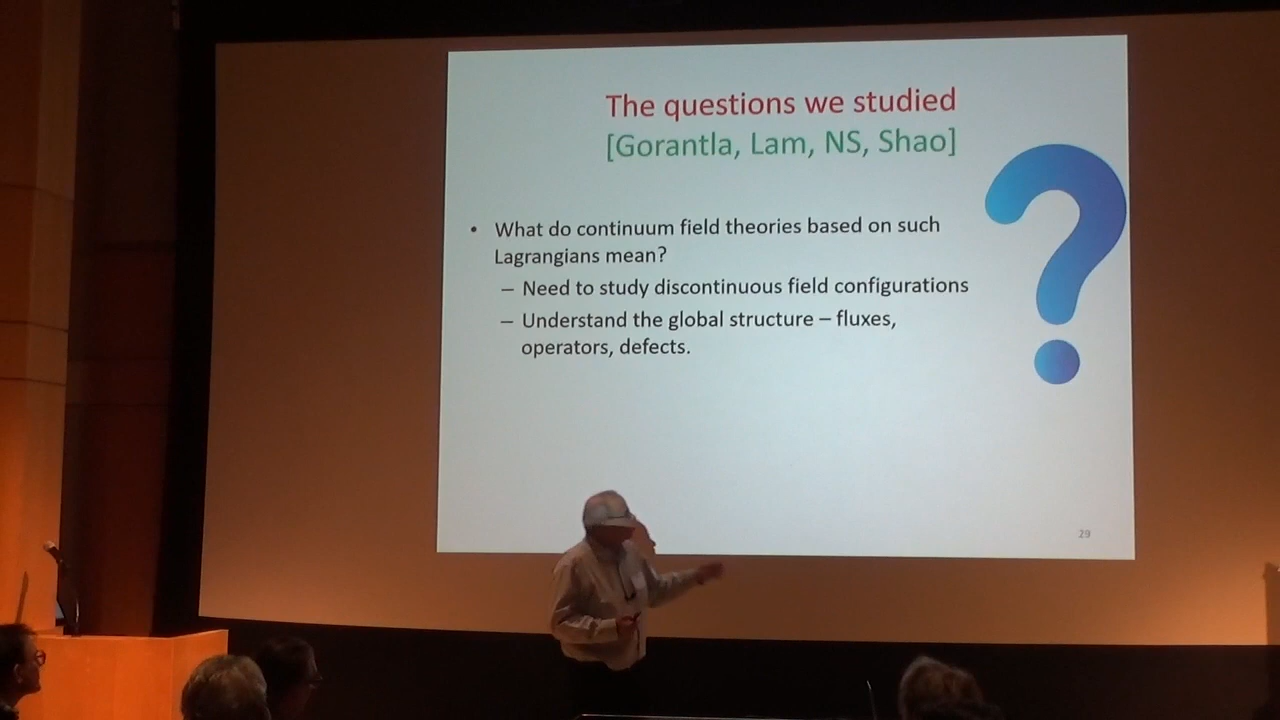 The questions we studied
[Gorantla, Lam, NS, Shao]
• What do continuum field theories based on such
Lagrangians mean?
– Need to study discontinuous field configurations
– Understand the global structure – fluxes,
operators, defects.
29